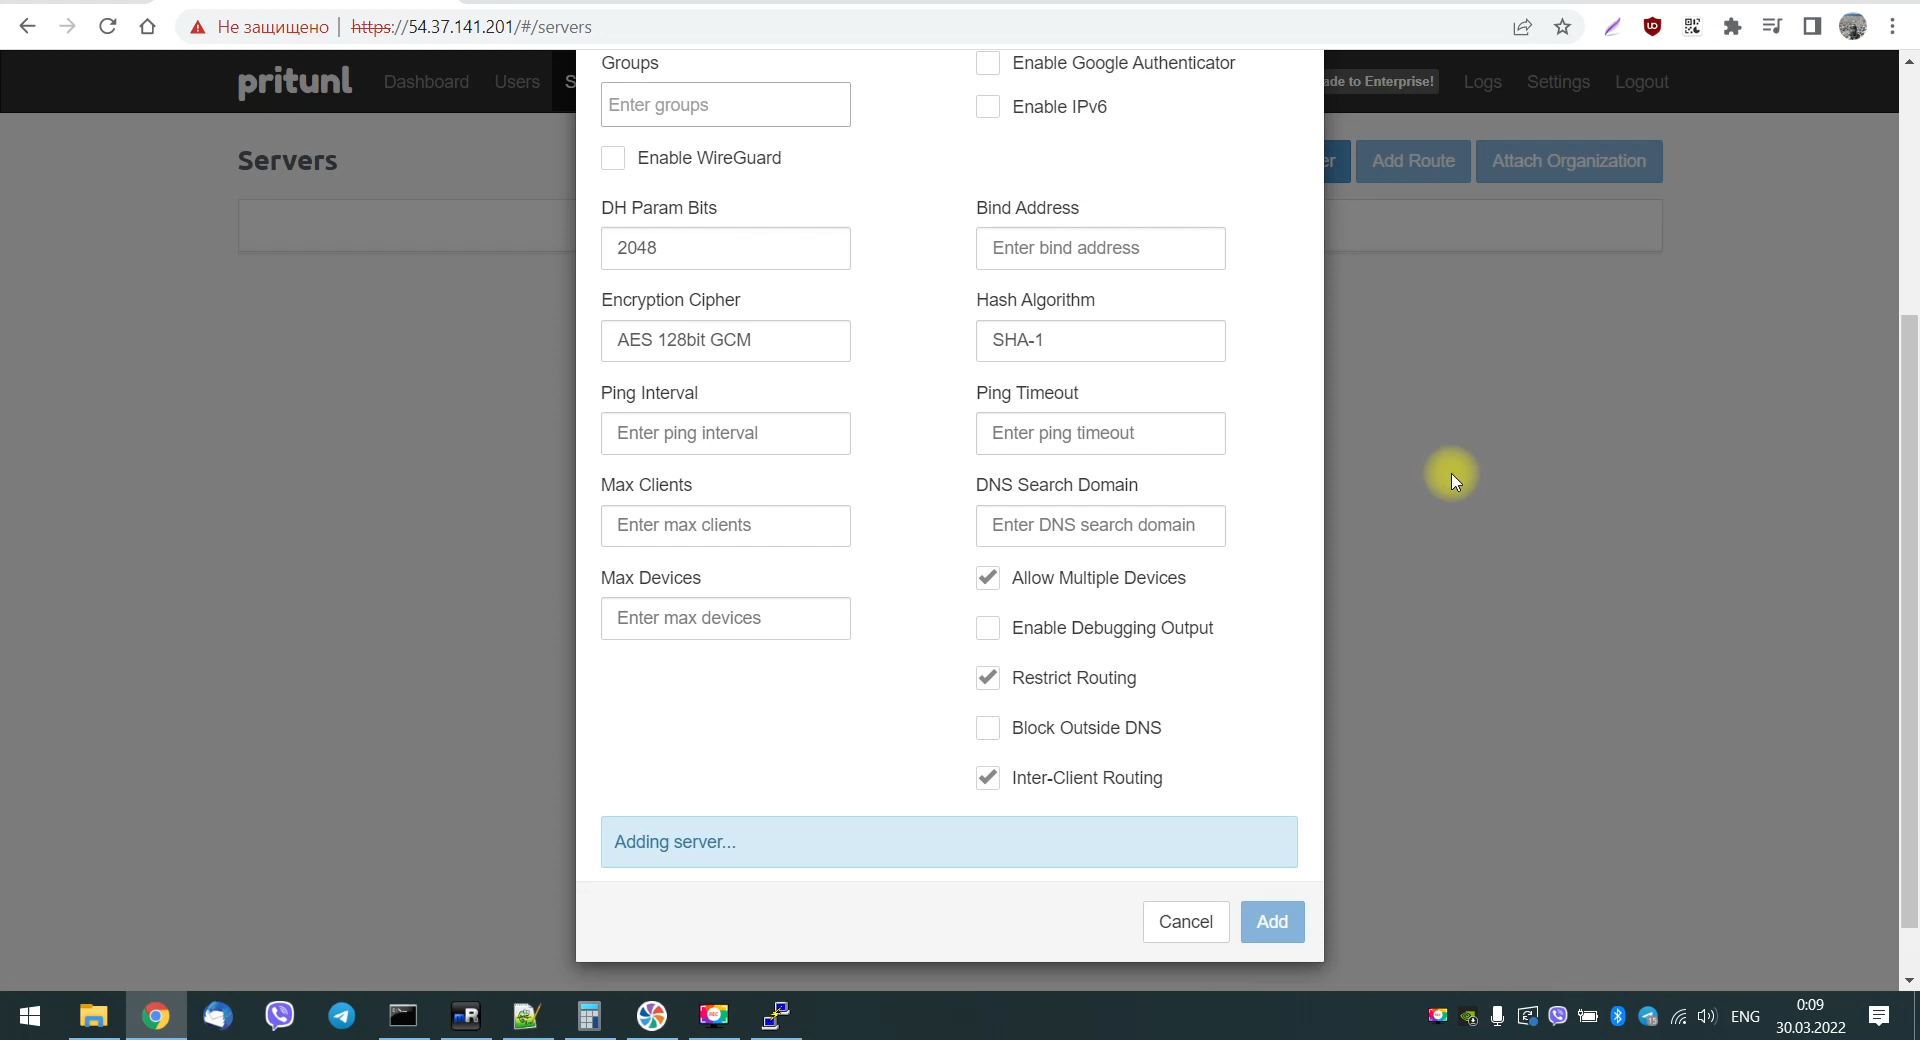 Не защищено | https://54.37.141.201/#/servers
pritunl Dashboard Users S ade to Enterprise! Logs Settings Logout
Groups
Enable Google Authenticator
Enter groups
Enable IPv6
Servers
Enable WireGuard
er Add Route Attach Organization
DH Param Bits Bind Address
2048 Enter bind address
Encryption Cipher Hash Algorithm
AES 128bit GCM SHA-1
Ping Interval Ping Timeout
Enter ping interval Enter ping timeout
Max Clients DNS Search Domain
Enter max clients Enter DNS search domain
Max Devices Allow Multiple Devices
Enter max devices Enable Debugging Output
Restrict Routing
Block Outside DNS
Inter-Client Routing
Adding server...
Cancel Add
ENG 0:09
30.03.2022